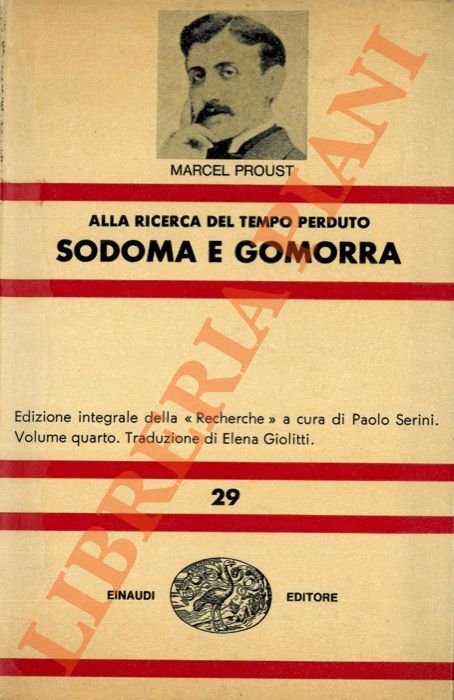 MARCEL PROUST
ALLA RICERCA DEL TEMPO PERDUTO
SODOMA E GOMORRA
Edizione integrale della « Recherche » a cura di Paolo Serini.
Volume quarto. Traduzione di Elena Giolitti.
29
EINAUDI EDITORE
LIBRERIA PIANI